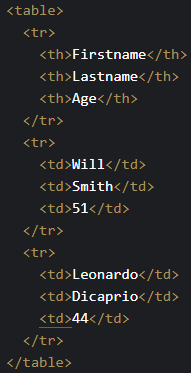 <table>
<tr>
<th>Firstname</th>
<th>Lastname</th>
<th>Age</th>
</tr>
<tr>
<td>Will</td>
<td>Smith</td>
<td>51</td>
</tr>
<tr>
<td>Leonardo</td>
<td>Dicaprio</td>
<td>44</td>
</tr>
</table>